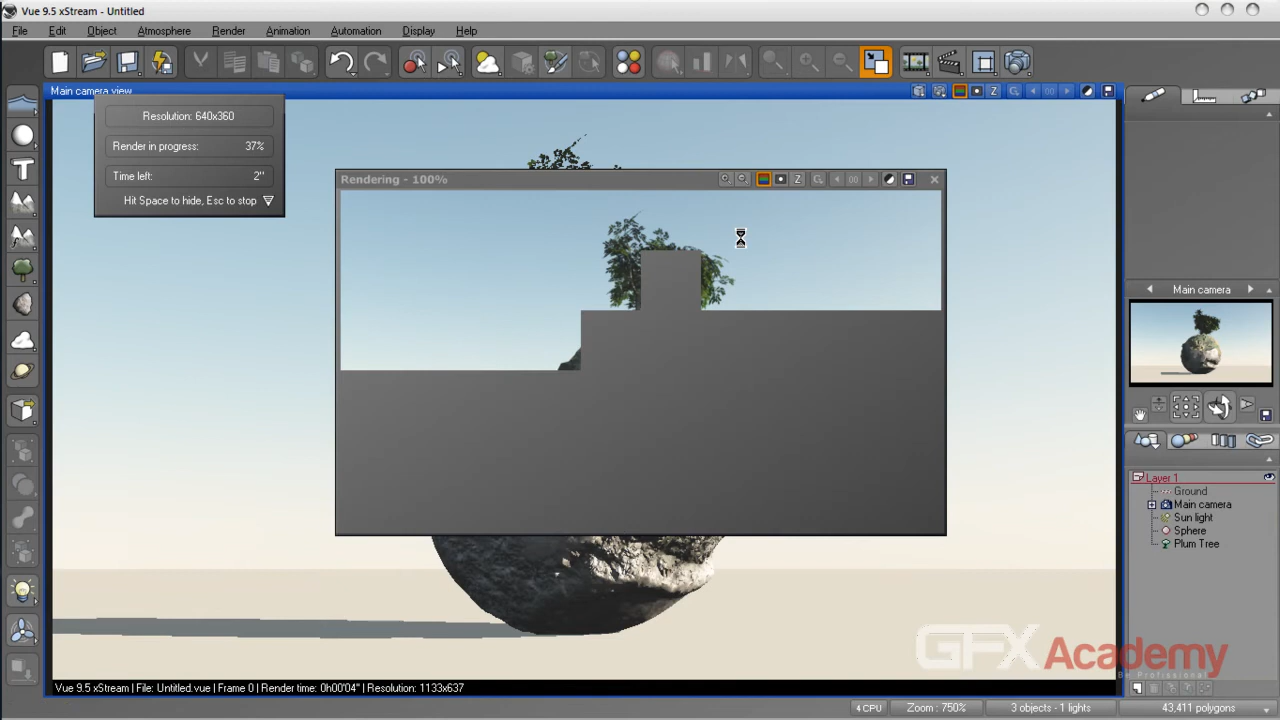 Vue 9.5 xStream - [Untitled]
File Edit Object Atmosphere Render Animation Automation Display Help
Main camera view
Resolution: 640x360
Render in progress: 37%
Time left: 2''
Hit Space to hide, Esc to stop
Rendering - 100%
Main camera
Layer 1
Ground
Main camera
Sun light
Sphere
Plum Tree
GFX Academy
Be Profissional
Vue 9.5 xStream | File: Untitled.vue | Frame 0 | Render time: 0h00'04" | Resolution: 1133x637
4 CPU Zoom : 750% 3 objects - 1 lights 43,411 polygons